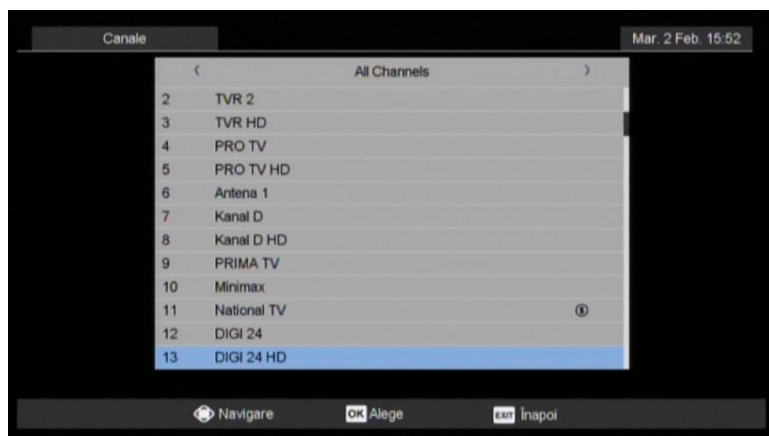 Canale
Mar. 2 Feb. 15:52
All Channels
2 TVR 2
3 TVR HD
4 PRO TV
5 PRO TV HD
6 Antena 1
7 Kanal D
8 Kanal D HD
9 PRIMA TV
10 Minimax
11 National TV
12 DIGI 24
13 DIGI 24 HD
Navigare OK Alege EXIT Înapoi